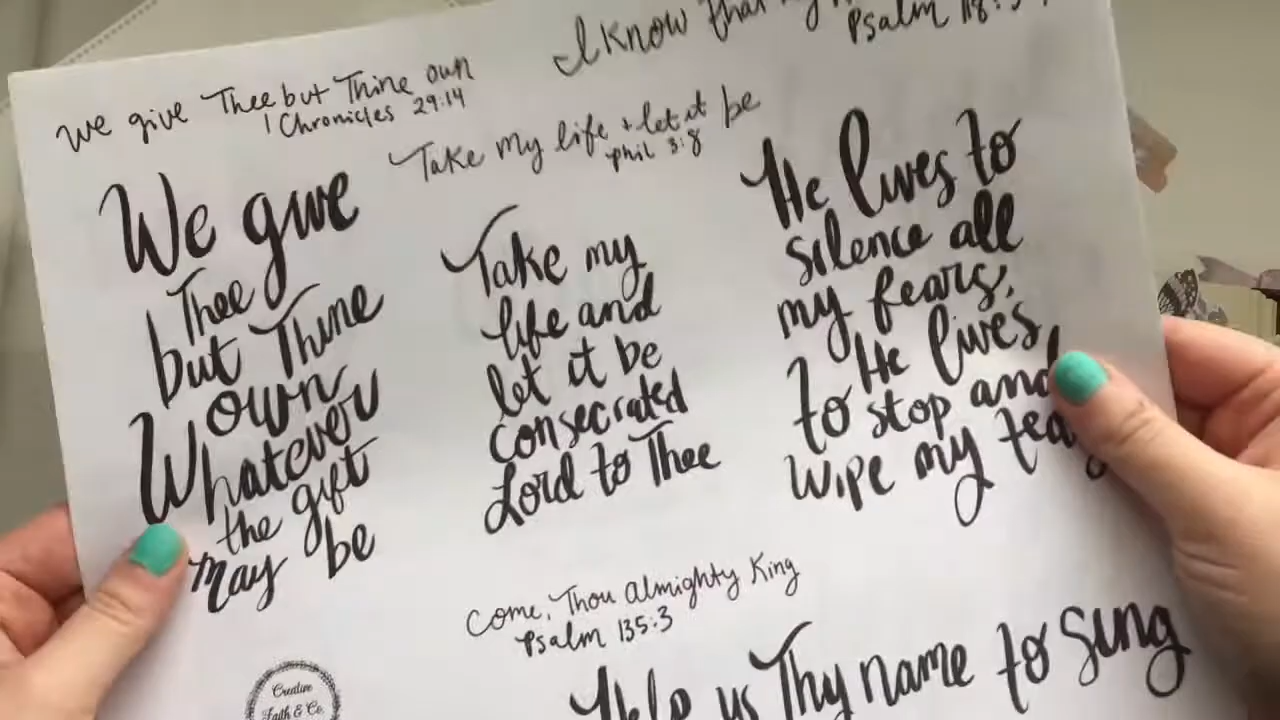 I know that my
Psalm 118:
We give Thee but Thine own
1 Chronicles 29:14
Take my life + let it be
phil 3:8
We give
Thee
but Thine
own
Whatever
the gift
may be
Take my
life and
let it be
consecrated
Lord to Thee
He lives to
silence all
my fears,
He lives
to stop and
wipe my
Come, Thou Almighty King
Psalm 135:3
Help us Thy name to sing
Creative
Faith & Co.